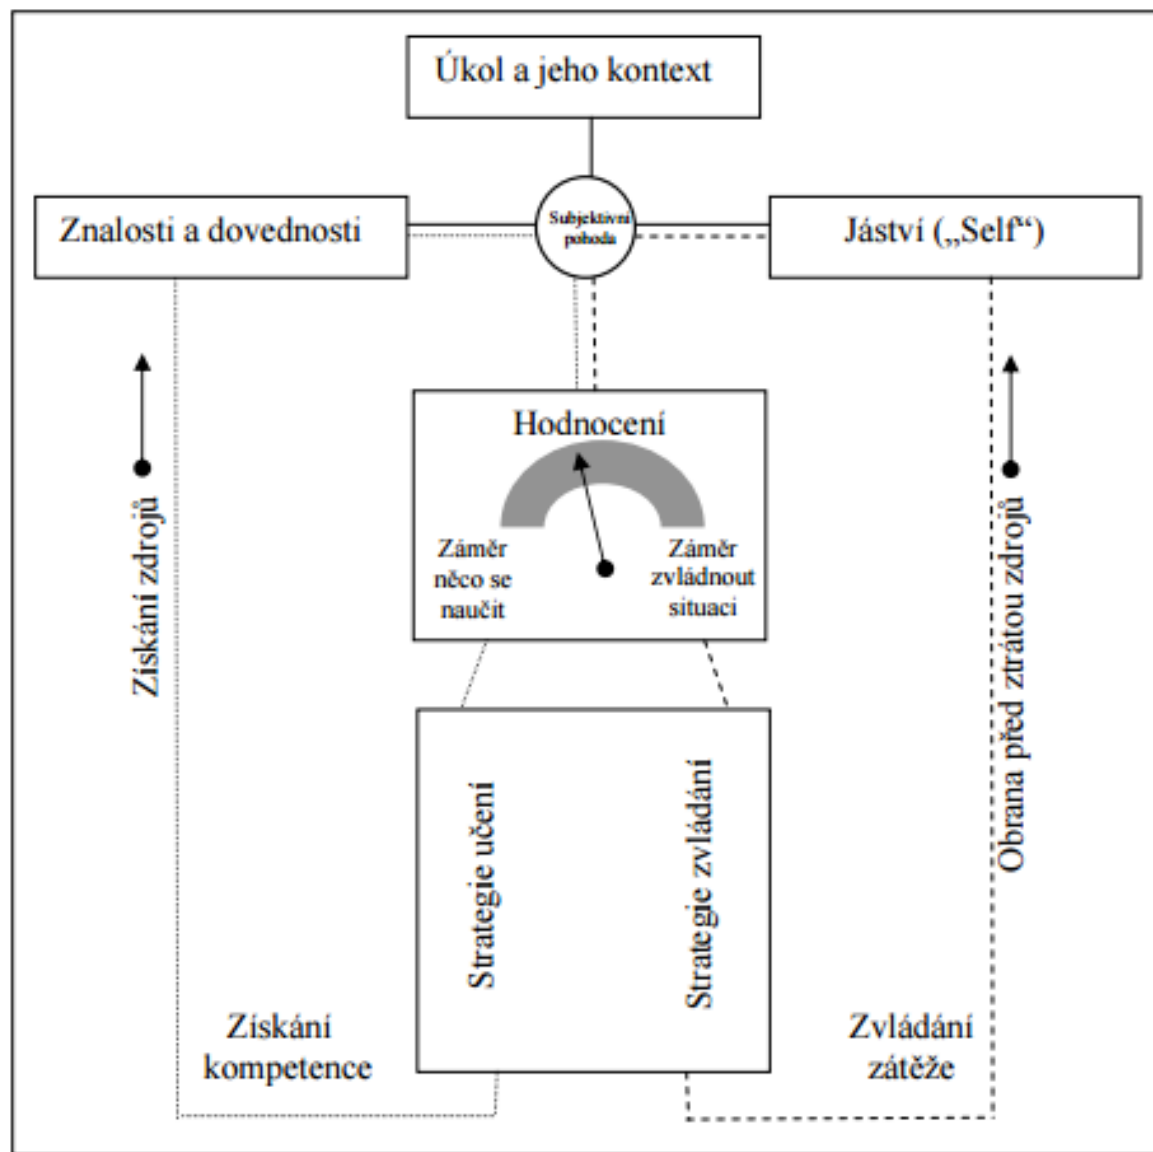 Úkol a jeho kontext
Znalosti a dovednosti
Subjektivní
pohoda
Jáství („Self“)
Hodnocení
Záměr
něco se
naučit
Záměr
zvládnout
situaci
Získání zdrojů
Obrana před ztrátou zdrojů
Strategie učení
Strategie zvládání
Získání
kompetence
Zvládání
zátěže